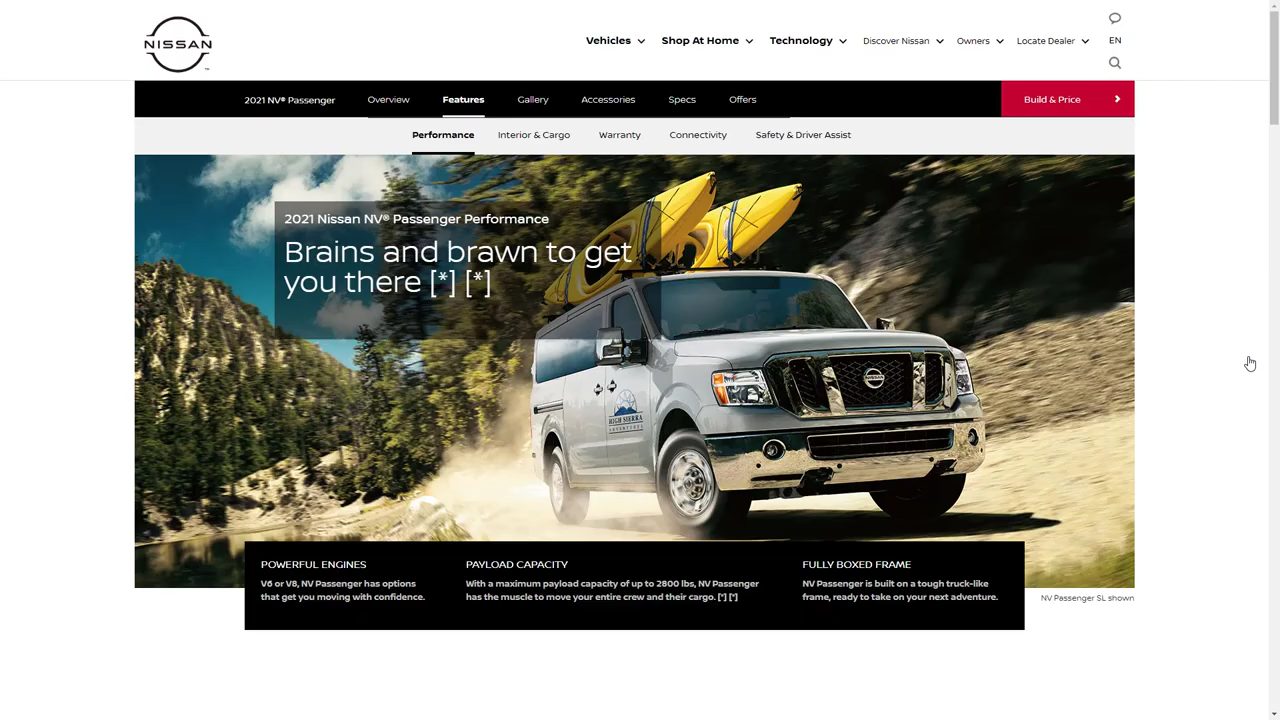 NISSAN
Vehicles
Shop At Home
Technology
Discover Nissan
Owners
Locate Dealer
EN
2021 NV® Passenger
Overview
Features
Gallery
Accessories
Specs
Offers
Build & Price
Performance
Interior & Cargo
Warranty
Connectivity
Safety & Driver Assist
2021 Nissan NV® Passenger Performance
Brains and brawn to get
you there [*] [*]
HIGH SIERRA
ADVENTURES
POWERFUL ENGINES
V6 or V8, NV Passenger has options
that get you moving with confidence.
PAYLOAD CAPACITY
With a maximum payload capacity of up to 2800 lbs, NV Passenger
has the muscle to move your entire crew and their cargo. [*] [*]
FULLY BOXED FRAME
NV Passenger is built on a tough truck-like
frame, ready to take on your next adventure.
NV Passenger SL shown